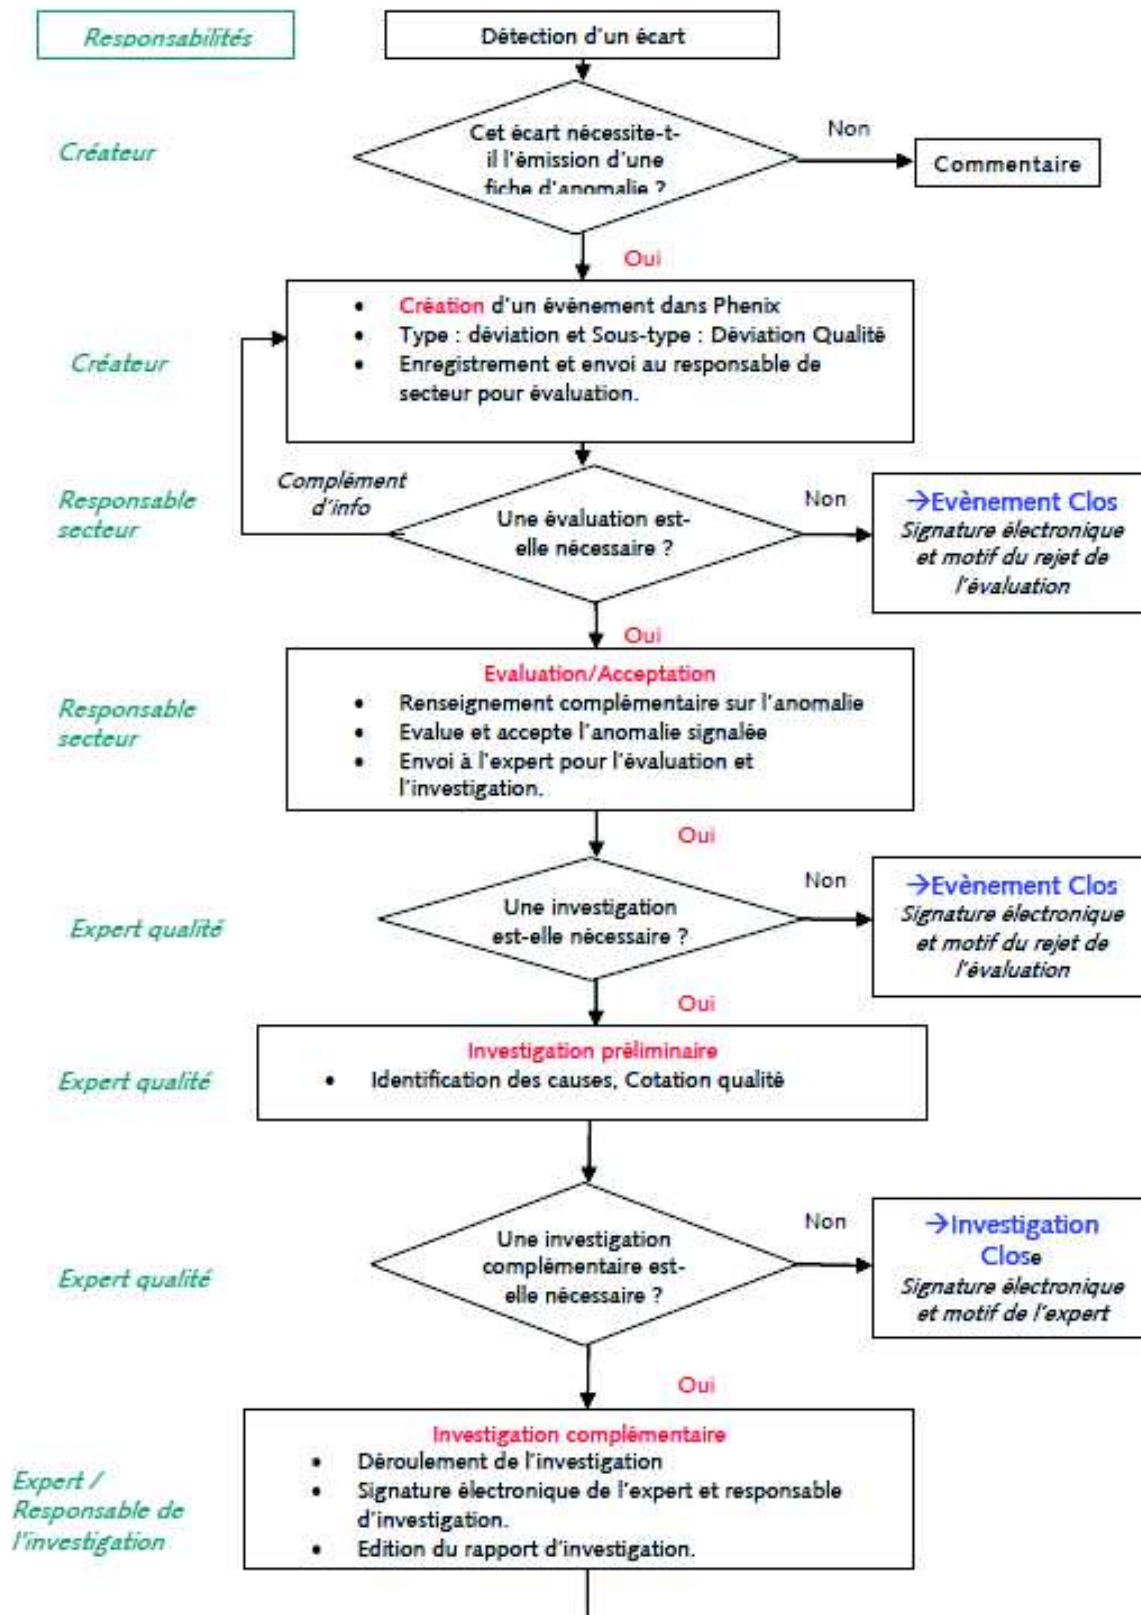 Responsabilités
Détection d'un écart
Créateur
Cet écart nécessite-t-
il l'émission d'une
fiche d'anomalie ?
Non
Commentaire
Oui
Créateur
• Création d'un évènement dans Phenix
• Type : déviation et Sous-type : Déviation Qualité
• Enregistrement et envoi au responsable de
secteur pour évaluation.
Complément
d'info
Responsable
secteur
Une évaluation est-
elle nécessaire ?
Non
→Evènement Clos
Signature électronique
et motif du rejet de
l'évaluation
Oui
Responsable
secteur
Evaluation/Acceptation
• Renseignement complémentaire sur l'anomalie
• Evalue et accepte l'anomalie signalée
• Envoi à l'expert pour l'évaluation et
l'investigation.
Oui
Expert qualité
Une investigation
est-elle nécessaire ?
Non
→Evènement Clos
Signature électronique
et motif du rejet de
l'évaluation
Oui
Expert qualité
Investigation préliminaire
• Identification des causes, Cotation qualité
Expert qualité
Une investigation
complémentaire est-
elle nécessaire ?
Non
→Investigation
Close
Signature électronique
et motif de l'expert
Oui
Expert /
Responsable de
l'investigation
Investigation complémentaire
• Déroulement de l'investigation
• Signature électronique de l'expert et responsable
d'investigation.
• Edition du rapport d'investigation.